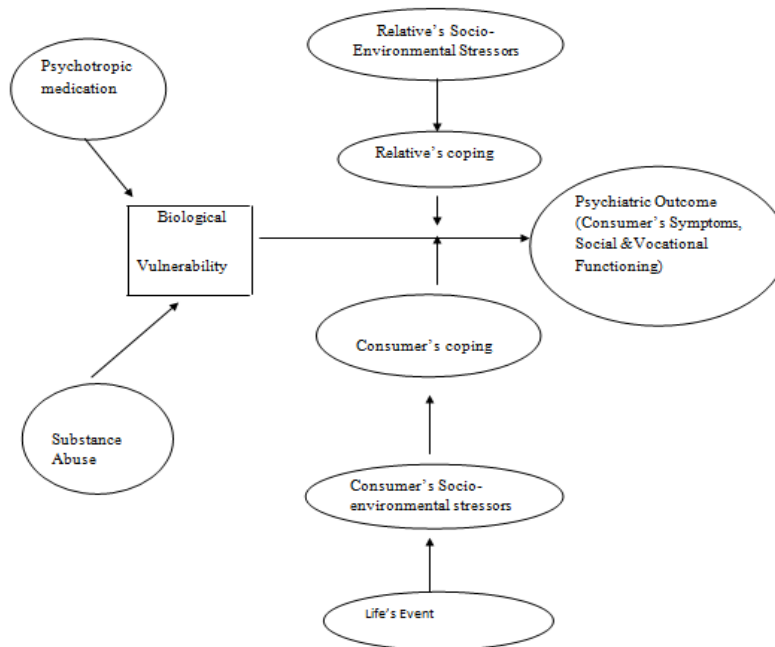 Relative's Socio-
Environmental Stressors
Psychotropic
medication
Relative's coping
Biological
Vulnerability
Psychiatric Outcome
(Consumer's Symptoms,
Social &Vocational
Functioning)
Consumer's coping
Substance
Abuse
Consumer's Socio-
environmental stressors
Life's Event